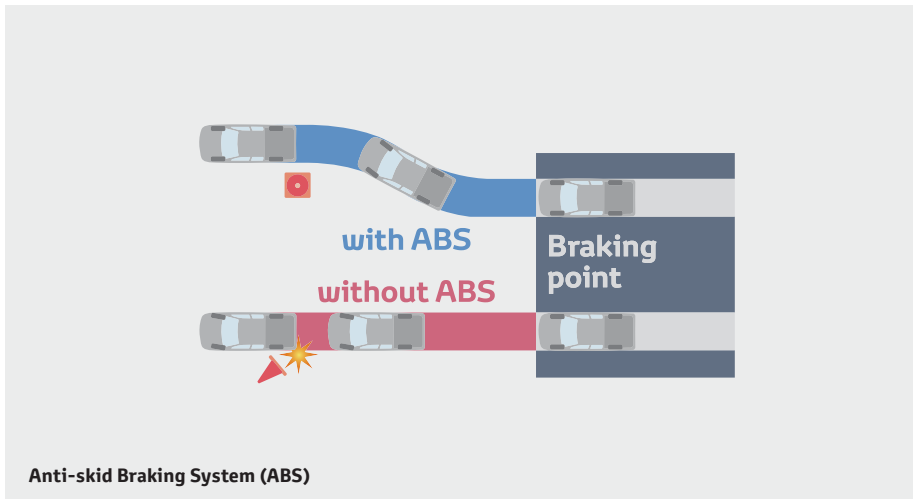 with ABS
Braking
point
without ABS
Anti-skid Braking System (ABS)